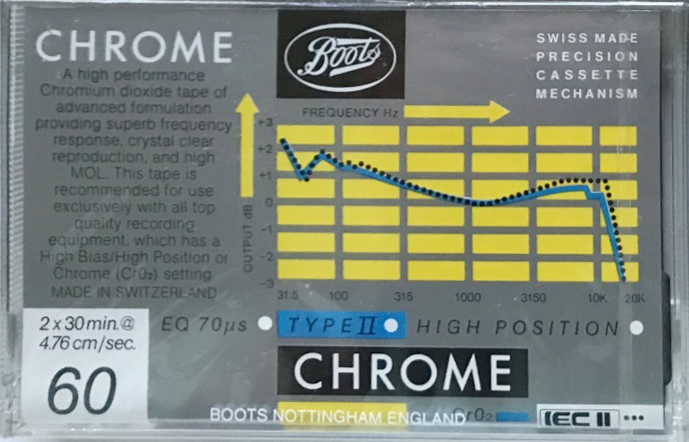 CHROME
A high performance
Chromium dioxide tape of
advanced formulation
providing superb frequency
response, crystal clear
reproduction, and high
MOL. This tape is
recommended for use
exclusively with all top
quality recording
equipment, which has a
High Bias/High Position or
Chrome (CrO₂) setting.
MADE IN SWITZERLAND
Boots
SWISS MADE
PRECISION
CASSETTE
MECHANISM
FREQUENCY Hz
OUTPUT dB
+3
+2
+1
0
-1
-2
-3
31.5 100 315 1000 3150 10K 20K
2 x 30 min. @
4.76 cm/sec.
60
EQ 70µs TYPE II HIGH POSITION
CHROME
BOOTS NOTTINGHAM ENGLAND
CrO₂ IEC II